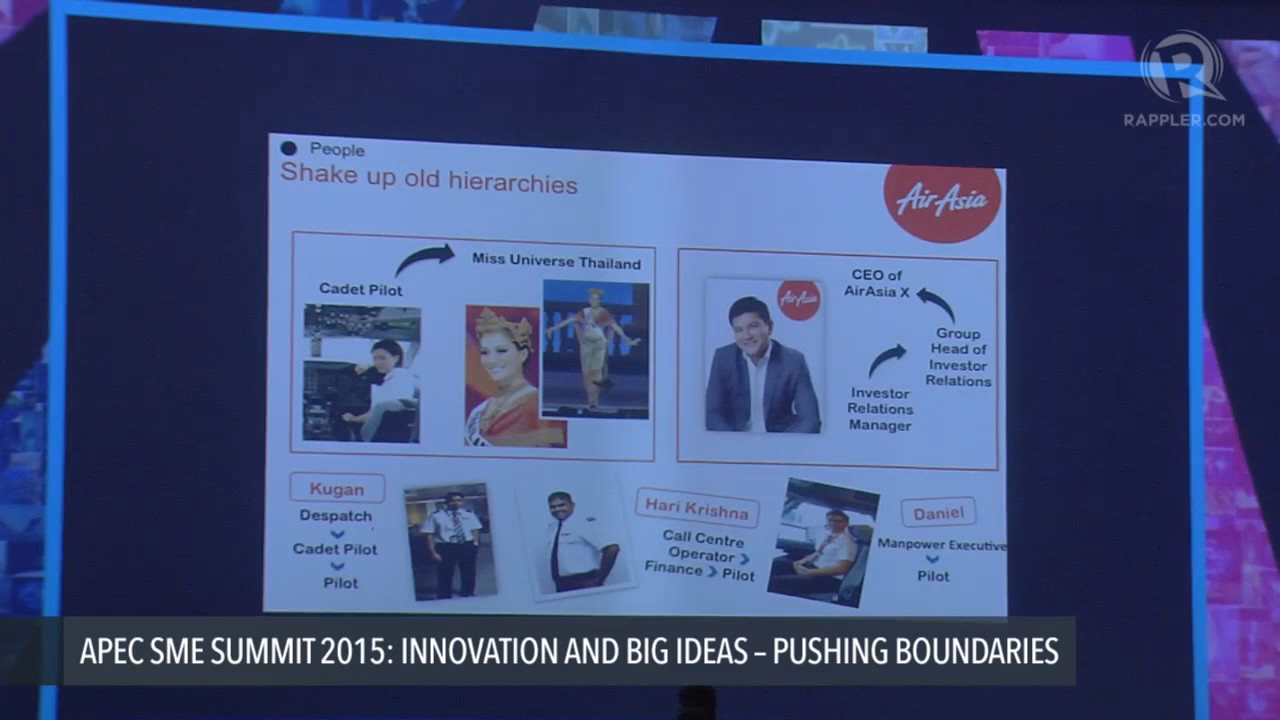 RAPPLER.COM
People
Shake up old hierarchies
AirAsia
Cadet Pilot
Miss Universe Thailand
AirAsia
CEO of
AirAsia X
Group
Head of
Investor
Relations
Investor
Relations
Manager
Kugan
Despatch
Cadet Pilot
Pilot
Hari Krishna
Call Centre
Operator
Finance
Pilot
Daniel
Manpower Executive
Pilot
APEC SME SUMMIT 2015: INNOVATION AND BIG IDEAS – PUSHING BOUNDARIES